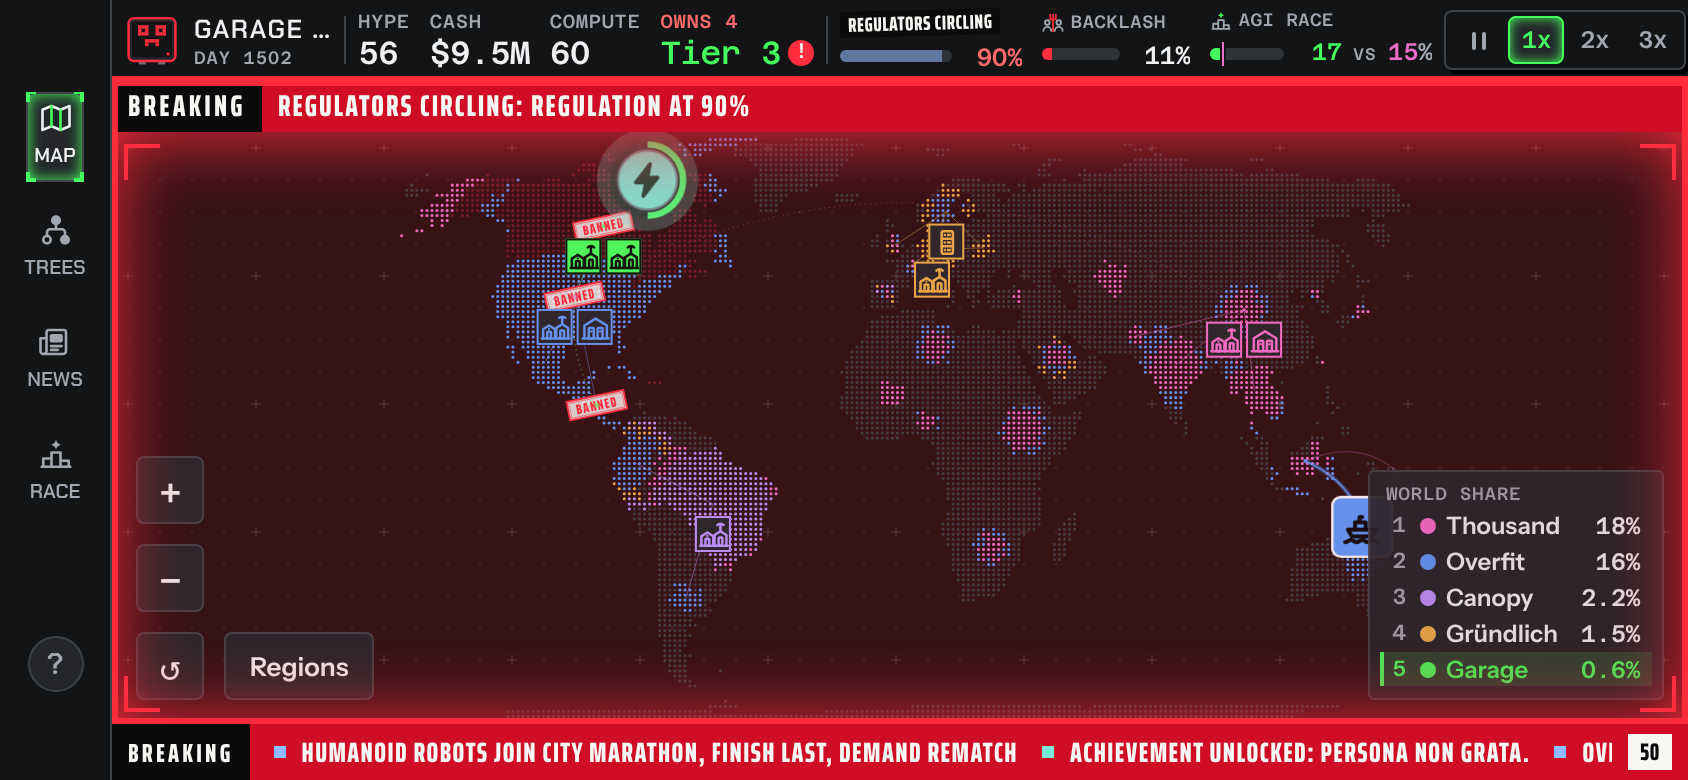 GARAGE ...
DAY 1502
HYPE
56
CASH
$9.5M
COMPUTE
60
OWNS 4
Tier 3
!
REGULATORS CIRCLING
90%
BACKLASH
11%
AGI RACE
17 VS 15%
1x
2x
3x
BREAKING
REGULATORS CIRCLING: REGULATION AT 90%
MAP
TREES
NEWS
RACE
?
BANNED
BANNED
BANNED
+
−
↺
Regions
WORLD SHARE
1 Thousand 18%
2 Overfit 16%
3 Canopy 2.2%
4 Gründlich 1.5%
5 Garage 0.6%
BREAKING
HUMANOID ROBOTS JOIN CITY MARATHON, FINISH LAST, DEMAND REMATCH
ACHIEVEMENT UNLOCKED: PERSONA NON GRATA.
50